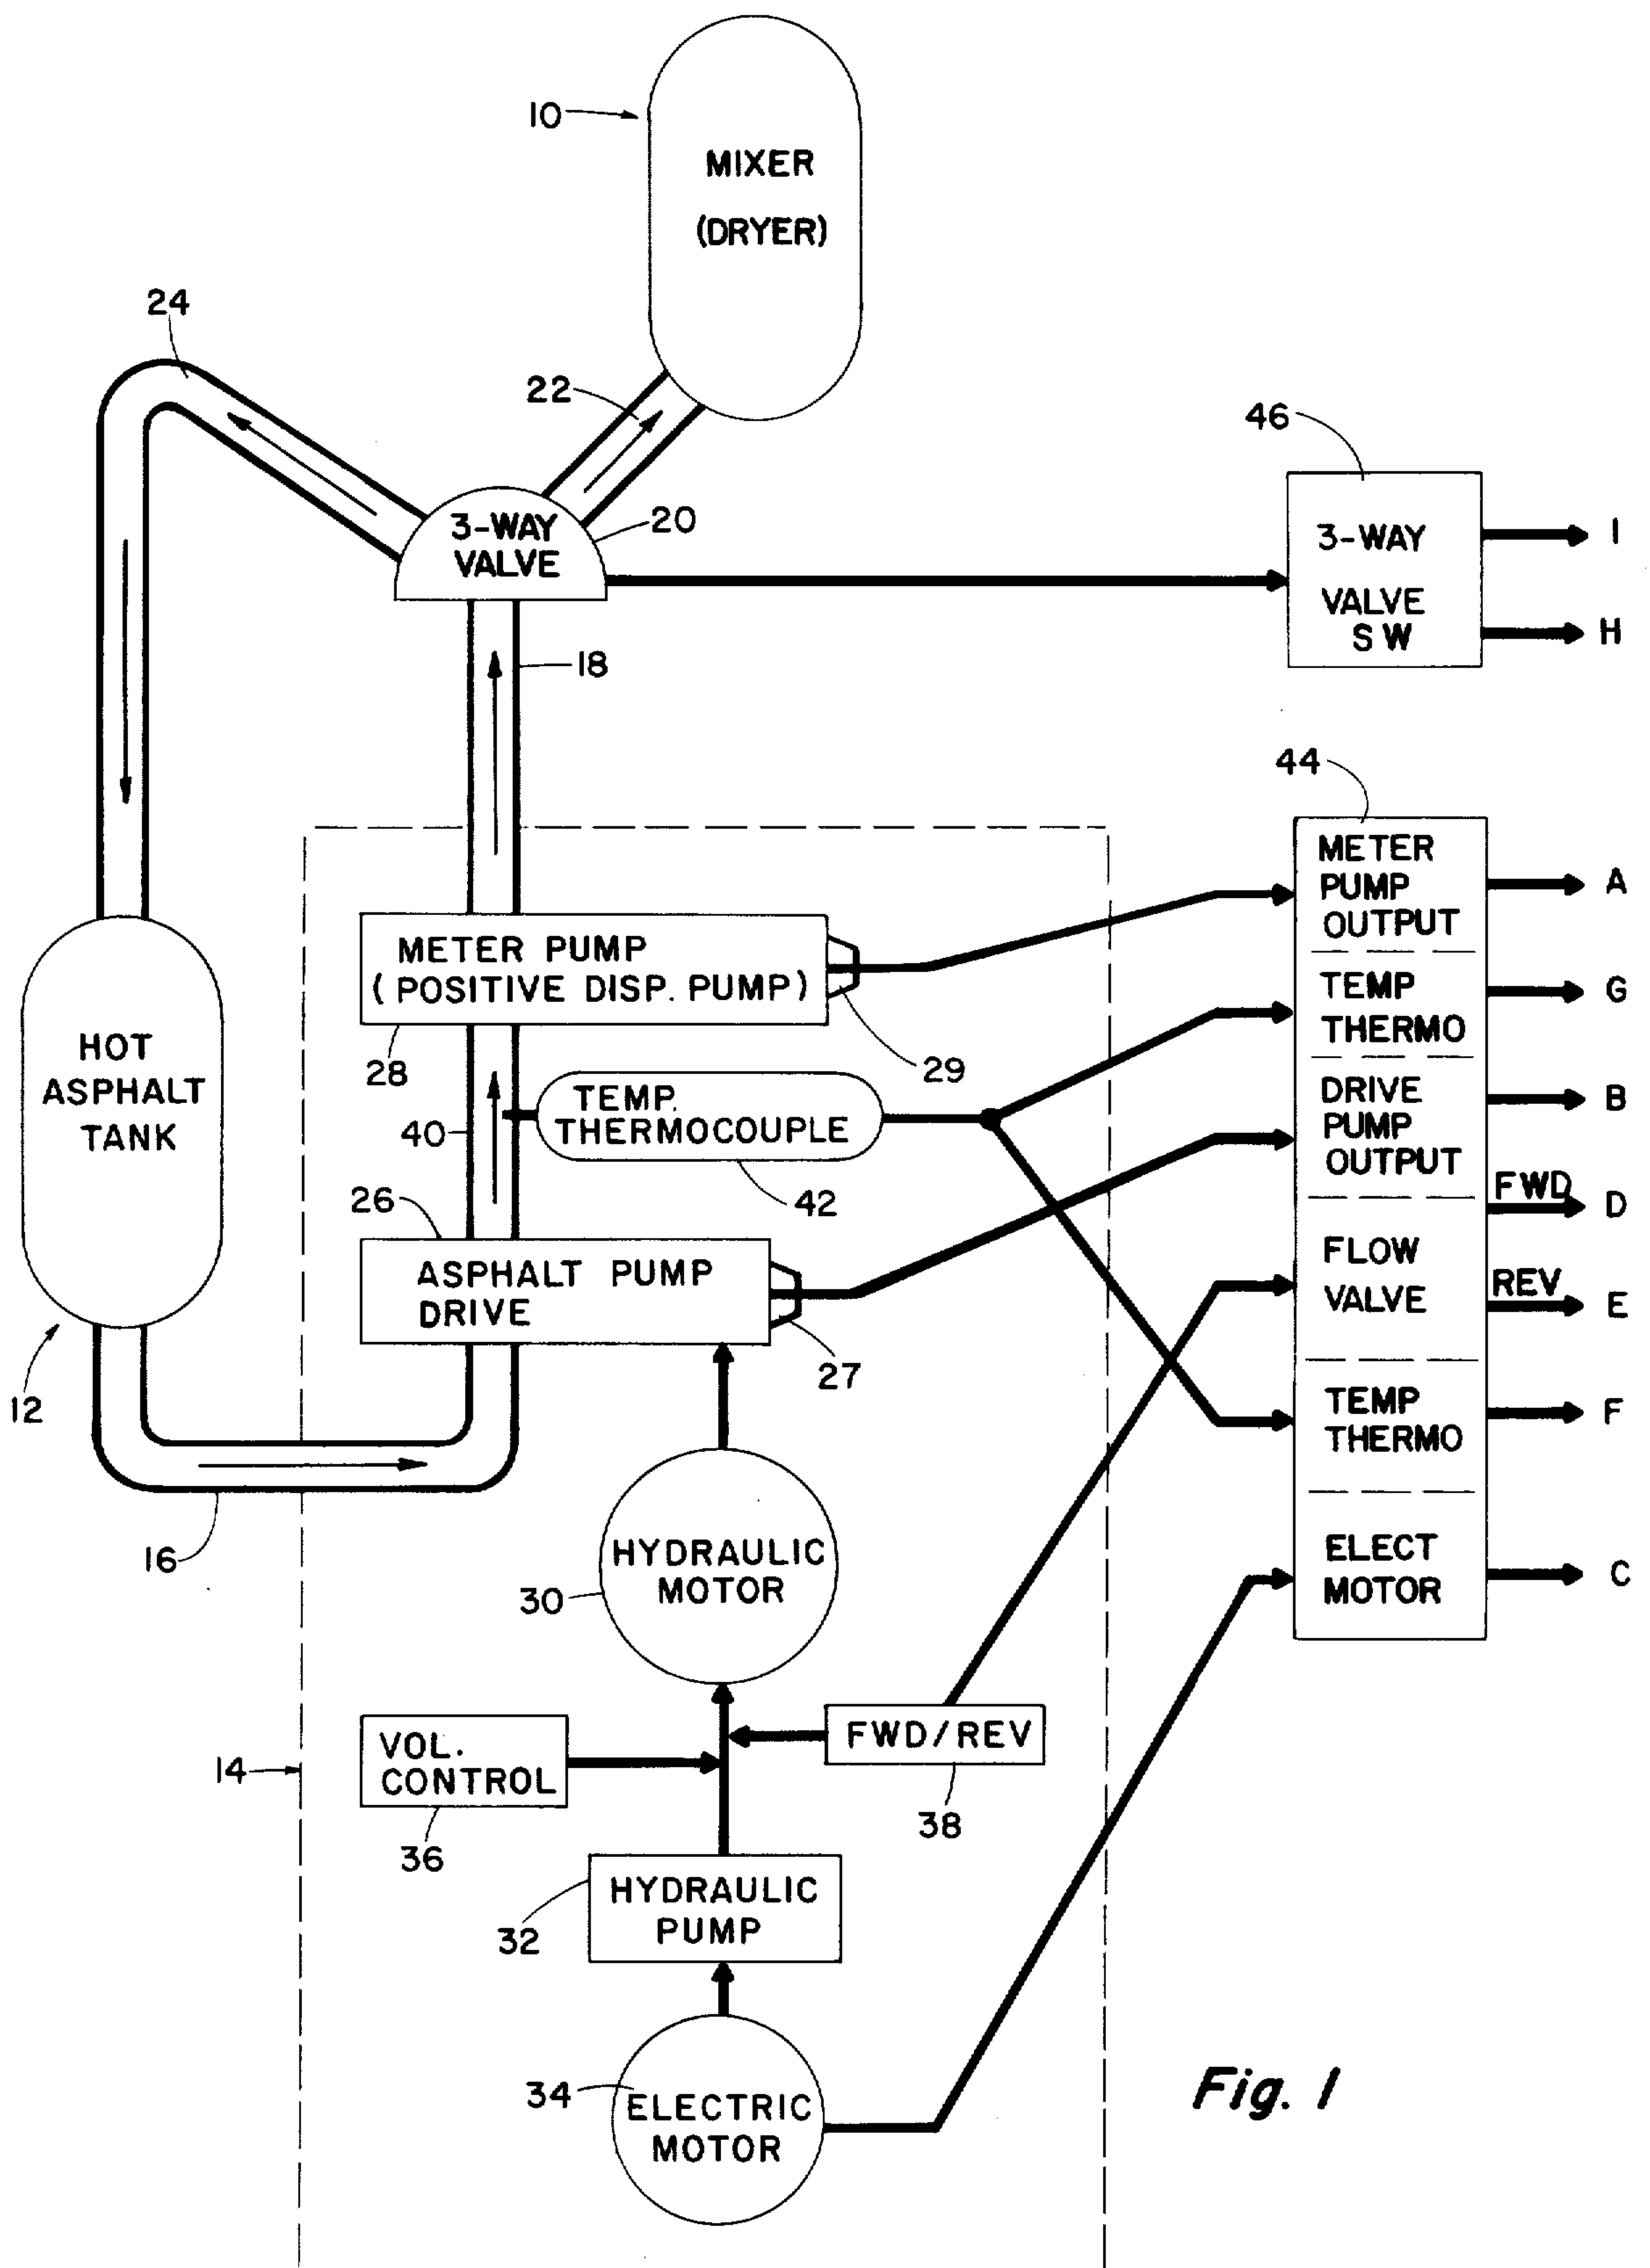 10
MIXER
(DRYER)
24
22
46
3-WAY
VALVE
20
3-WAY
VALVE
SW
I
H
18
44
METER
PUMP
OUTPUT
A
METER PUMP
(POSITIVE DISP. PUMP)
28
29
TEMP
THERMO
G
HOT
ASPHALT
TANK
TEMP.
THERMOCOUPLE
40
42
DRIVE
PUMP
OUTPUT
B
26
FWD
D
ASPHALT PUMP
DRIVE
27
FLOW
VALVE
REV
E
12
TEMP
THERMO
F
16
HYDRAULIC
MOTOR
30
ELECT
MOTOR
C
14
VOL.
CONTROL
36
FWD/REV
38
HYDRAULIC
PUMP
32
34
ELECTRIC
MOTOR
Fig. 1